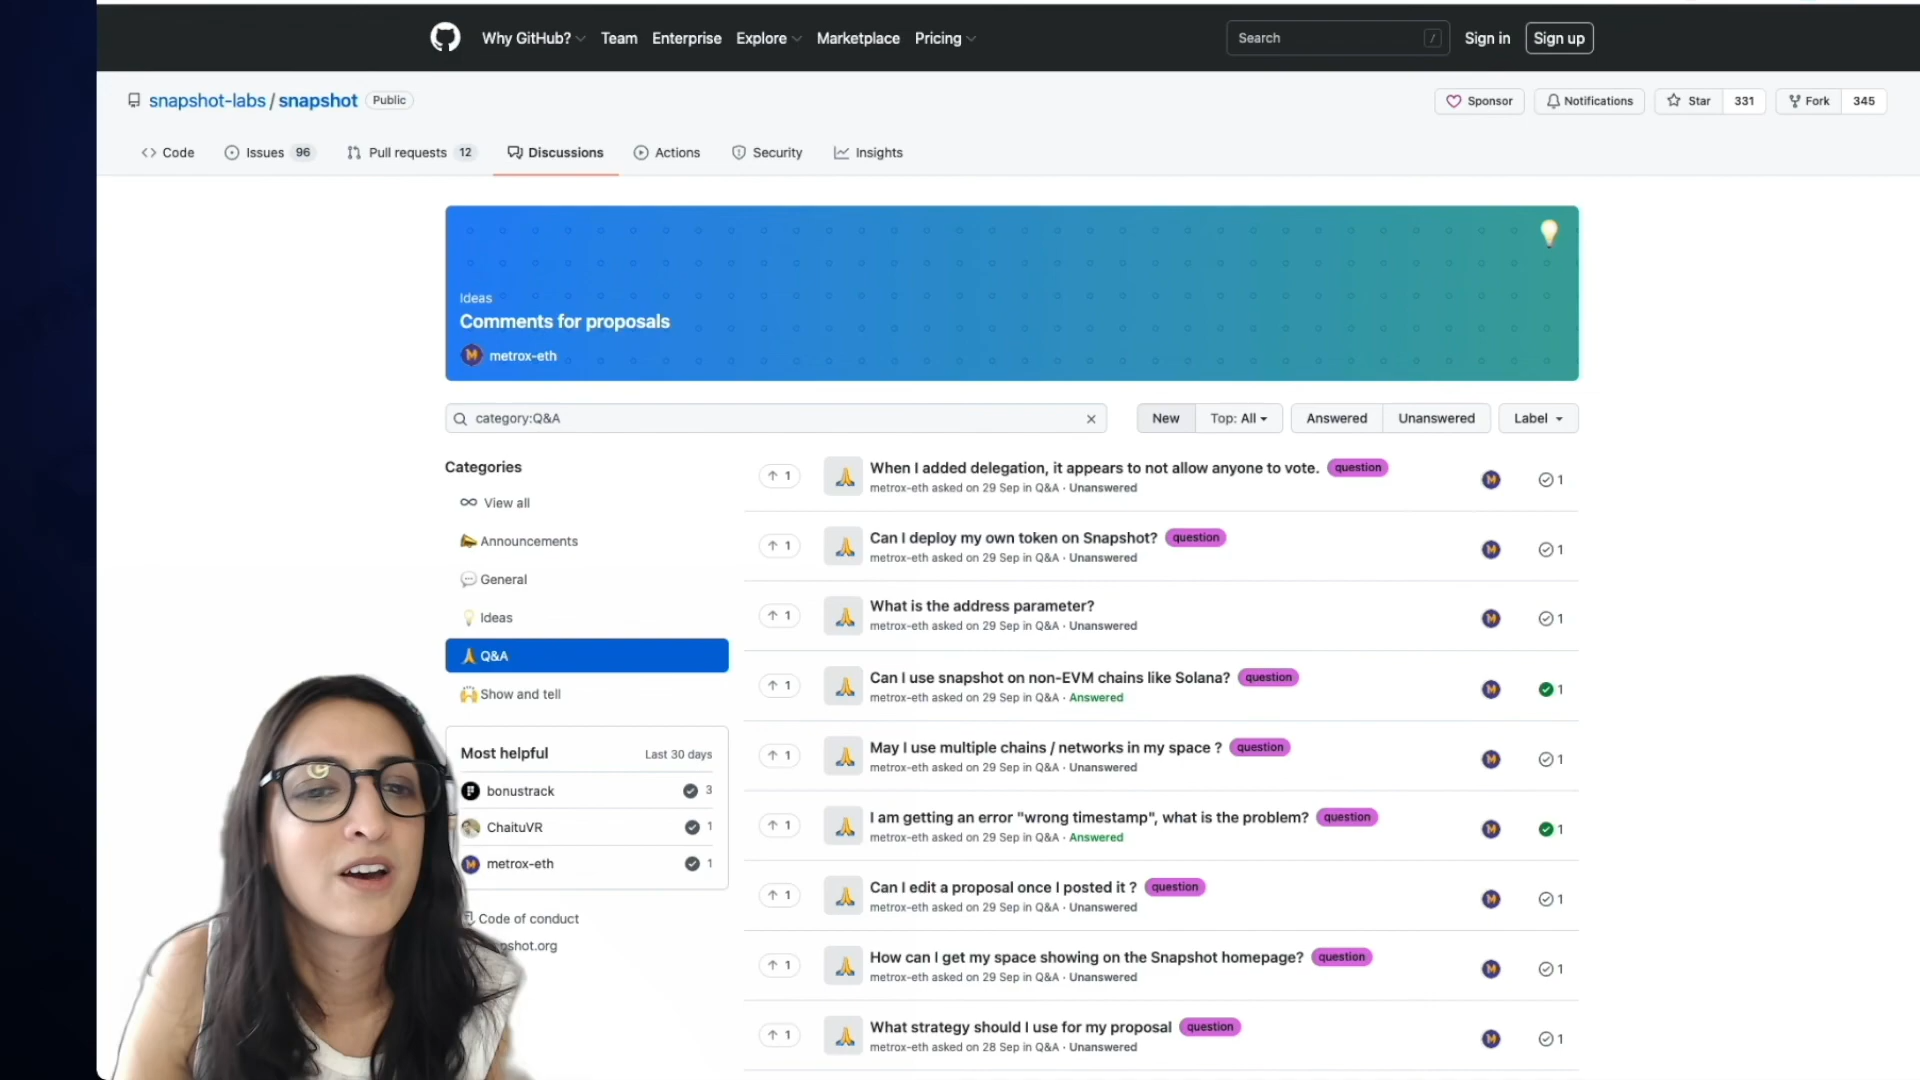 Why GitHub? Team Enterprise Explore Marketplace Pricing Search / Sign in Sign up
snapshot-labs / snapshot Public Sponsor Notifications Star 331 Fork 345
Code Issues 96 Pull requests 12 Discussions Actions Security Insights
Ideas
Comments for proposals
metrox-eth
category:Q&A New Top: All Answered Unanswered Label
Categories
View all
Announcements
General
Ideas
Q&A
Show and tell
Most helpful Last 30 days
bonustrack 3
ChaituVR 1
metrox-eth 1
Code of conduct
pshot.org
1 When I added delegation, it appears to not allow anyone to vote. question 1
metrox-eth asked on 29 Sep in Q&A · Unanswered
1 Can I deploy my own token on Snapshot? question 1
metrox-eth asked on 29 Sep in Q&A · Unanswered
1 What is the address parameter? 1
metrox-eth asked on 29 Sep in Q&A · Unanswered
1 Can I use snapshot on non-EVM chains like Solana? question 1
metrox-eth asked on 29 Sep in Q&A · Answered
1 May I use multiple chains / networks in my space ? question 1
metrox-eth asked on 29 Sep in Q&A · Unanswered
1 I am getting an error "wrong timestamp", what is the problem? question 1
metrox-eth asked on 29 Sep in Q&A · Answered
1 Can I edit a proposal once I posted it ? question 1
metrox-eth asked on 29 Sep in Q&A · Unanswered
1 How can I get my space showing on the Snapshot homepage? question 1
metrox-eth asked on 29 Sep in Q&A · Unanswered
1 What strategy should I use for my proposal question 1
metrox-eth asked on 28 Sep in Q&A · Unanswered